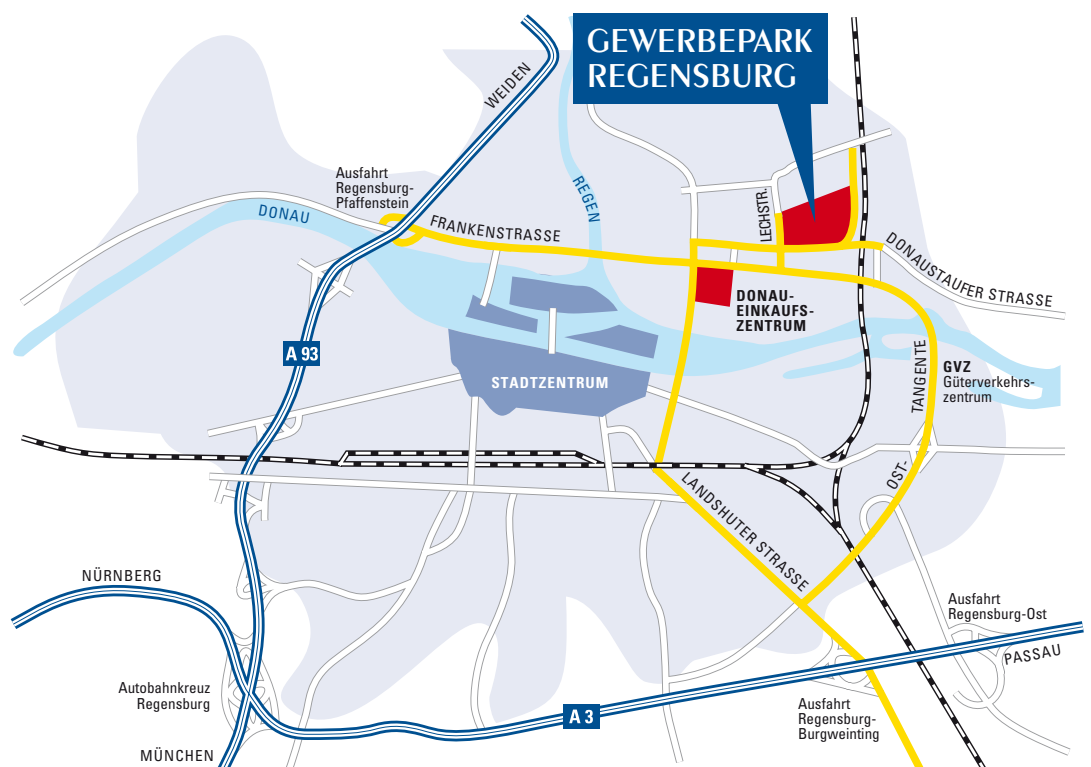 GEWERBEPARK
REGENSBURG
WEIDEN
Ausfahrt
Regensburg-
Pfaffenstein
DONAU
REGEN
FRANKENSTRASSE
LECHSTR.
DONAUSTAUFER STRASSE
DONAU-
EINKAUFS-
ZENTRUM
A 93
STADTZENTRUM
TANGENTE
GVZ
Güterverkehrs-
zentrum
OST-
LANDSHUTER STRASSE
NÜRNBERG
Ausfahrt
Regensburg-Ost
PASSAU
Autobahnkreuz
Regensburg
A 3
Ausfahrt
Regensburg-
Burgweinting
MÜNCHEN